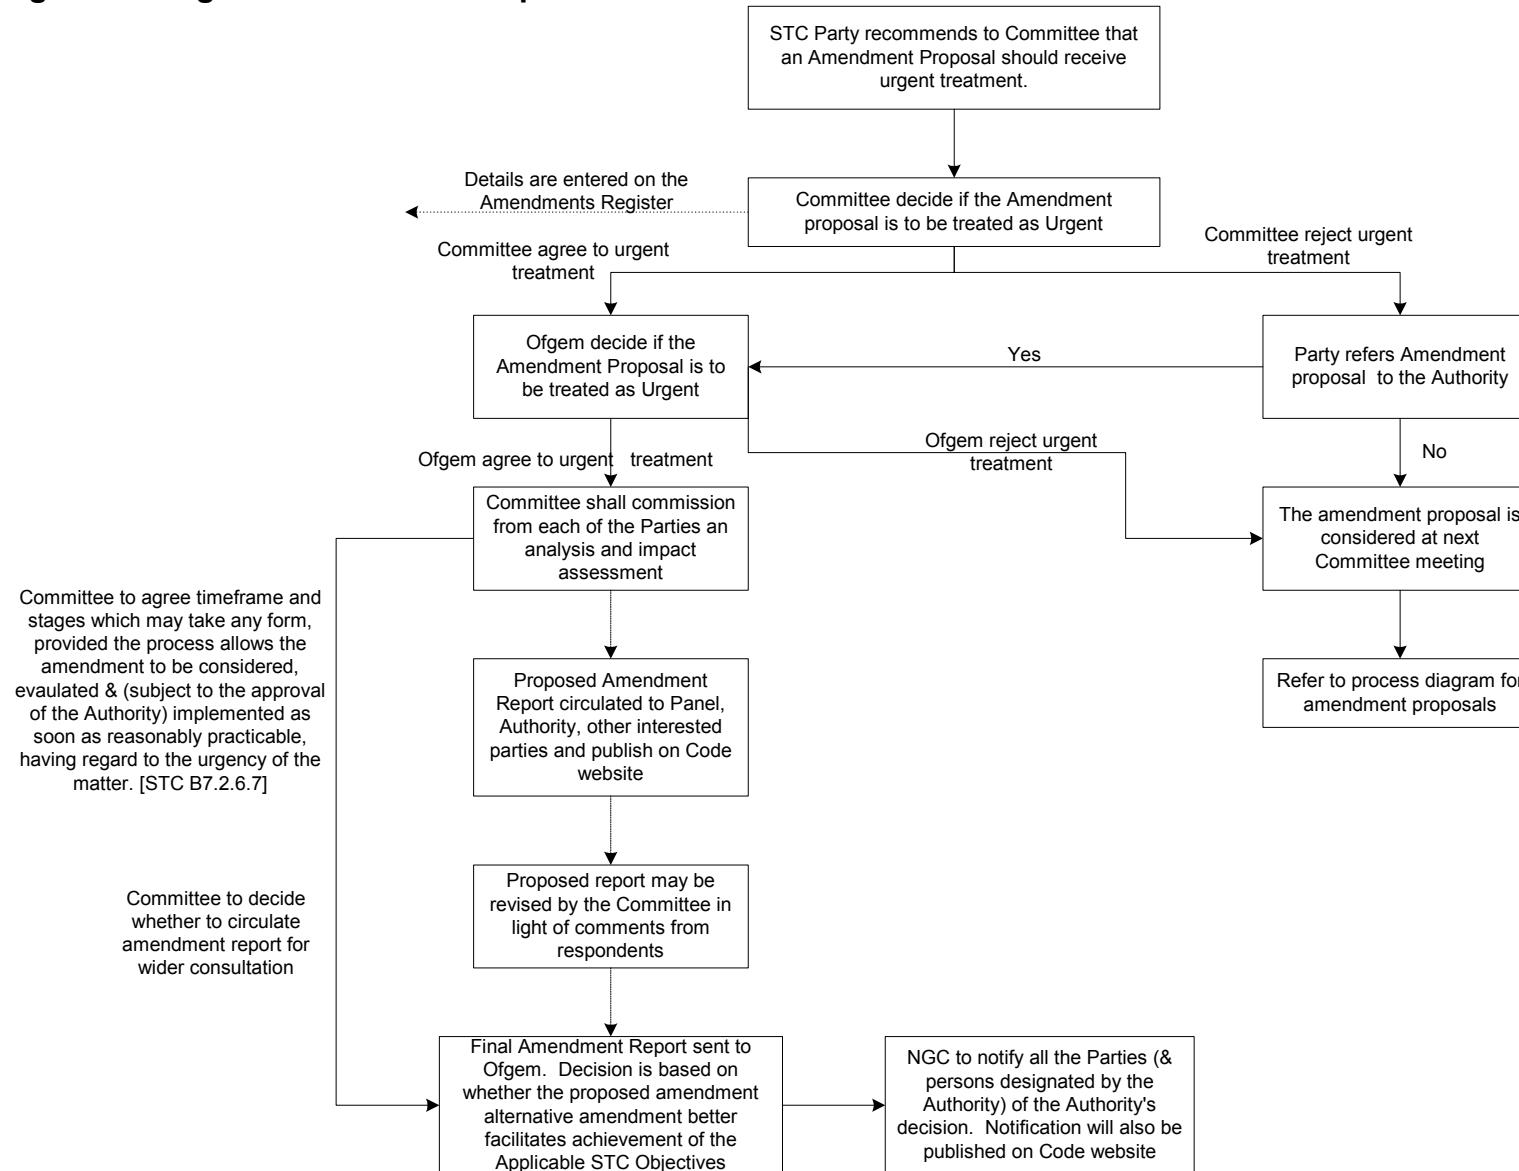 STC Party recommends to Committee that
an Amendment Proposal should receive
urgent treatment.
Details are entered on the
Amendments Register
Committee decide if the Amendment
proposal is to be treated as Urgent
Committee agree to urgent
treatment
Committee reject urgent
treatment
Ofgem decide if the
Amendment Proposal is to
be treated as Urgent
Yes
Party refers Amendment
proposal  to the Authority
Ofgem agree to urgent   treatment
Ofgem reject urgent
treatment
No
Committee shall commission
from each of the Parties an
analysis and impact
assessment
The amendment proposal is
considered at next
Committee meeting
Committee to agree timeframe and
stages which may take any form,
provided the process allows the
amendment to be considered,
evaulated & (subject to the approval
of the Authority) implemented as
soon as reasonably practicable,
having regard to the urgency of the
matter. [STC B7.2.6.7]
Proposed Amendment
Report circulated to Panel,
Authority, other interested
parties and publish on Code
website
Refer to process diagram for
amendment proposals
Committee to decide
whether to circulate
amendment report for
wider consultation
Proposed report may be
revised by the Committee in
light of comments from
respondents
Final Amendment Report sent to
Ofgem.  Decision is based on
whether the proposed amendment
alternative amendment better
facilitates achievement of the
Applicable STC Objectives
NGC to notify all the Parties (&
persons designated by the
Authority) of the Authority's
decision.  Notification will also be
published on Code website